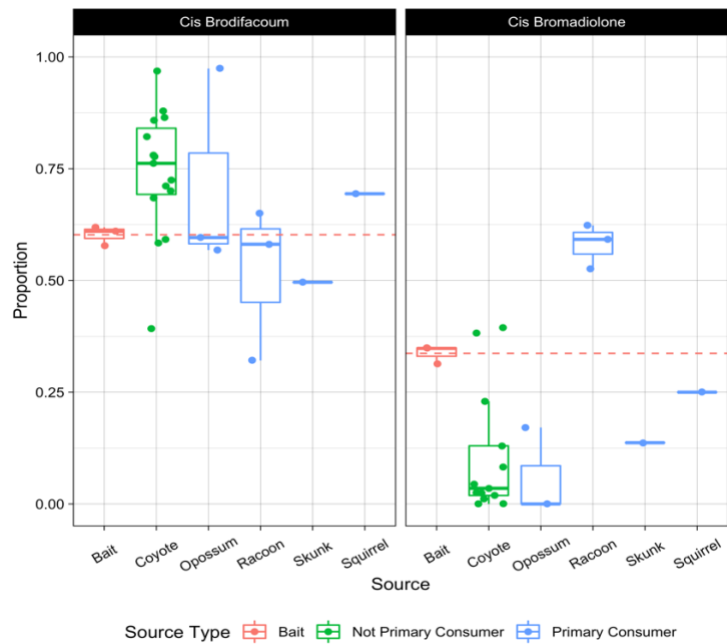 Cis Brodifacoum Cis Bromadiolone
1.00
0.75
0.50
0.25
0.00
Proportion
Bait Coyote Opossum Racoon Skunk Squirrel Bait Coyote Opossum Racoon Skunk Squirrel
Source
Source Type Bait Not Primary Consumer Primary Consumer